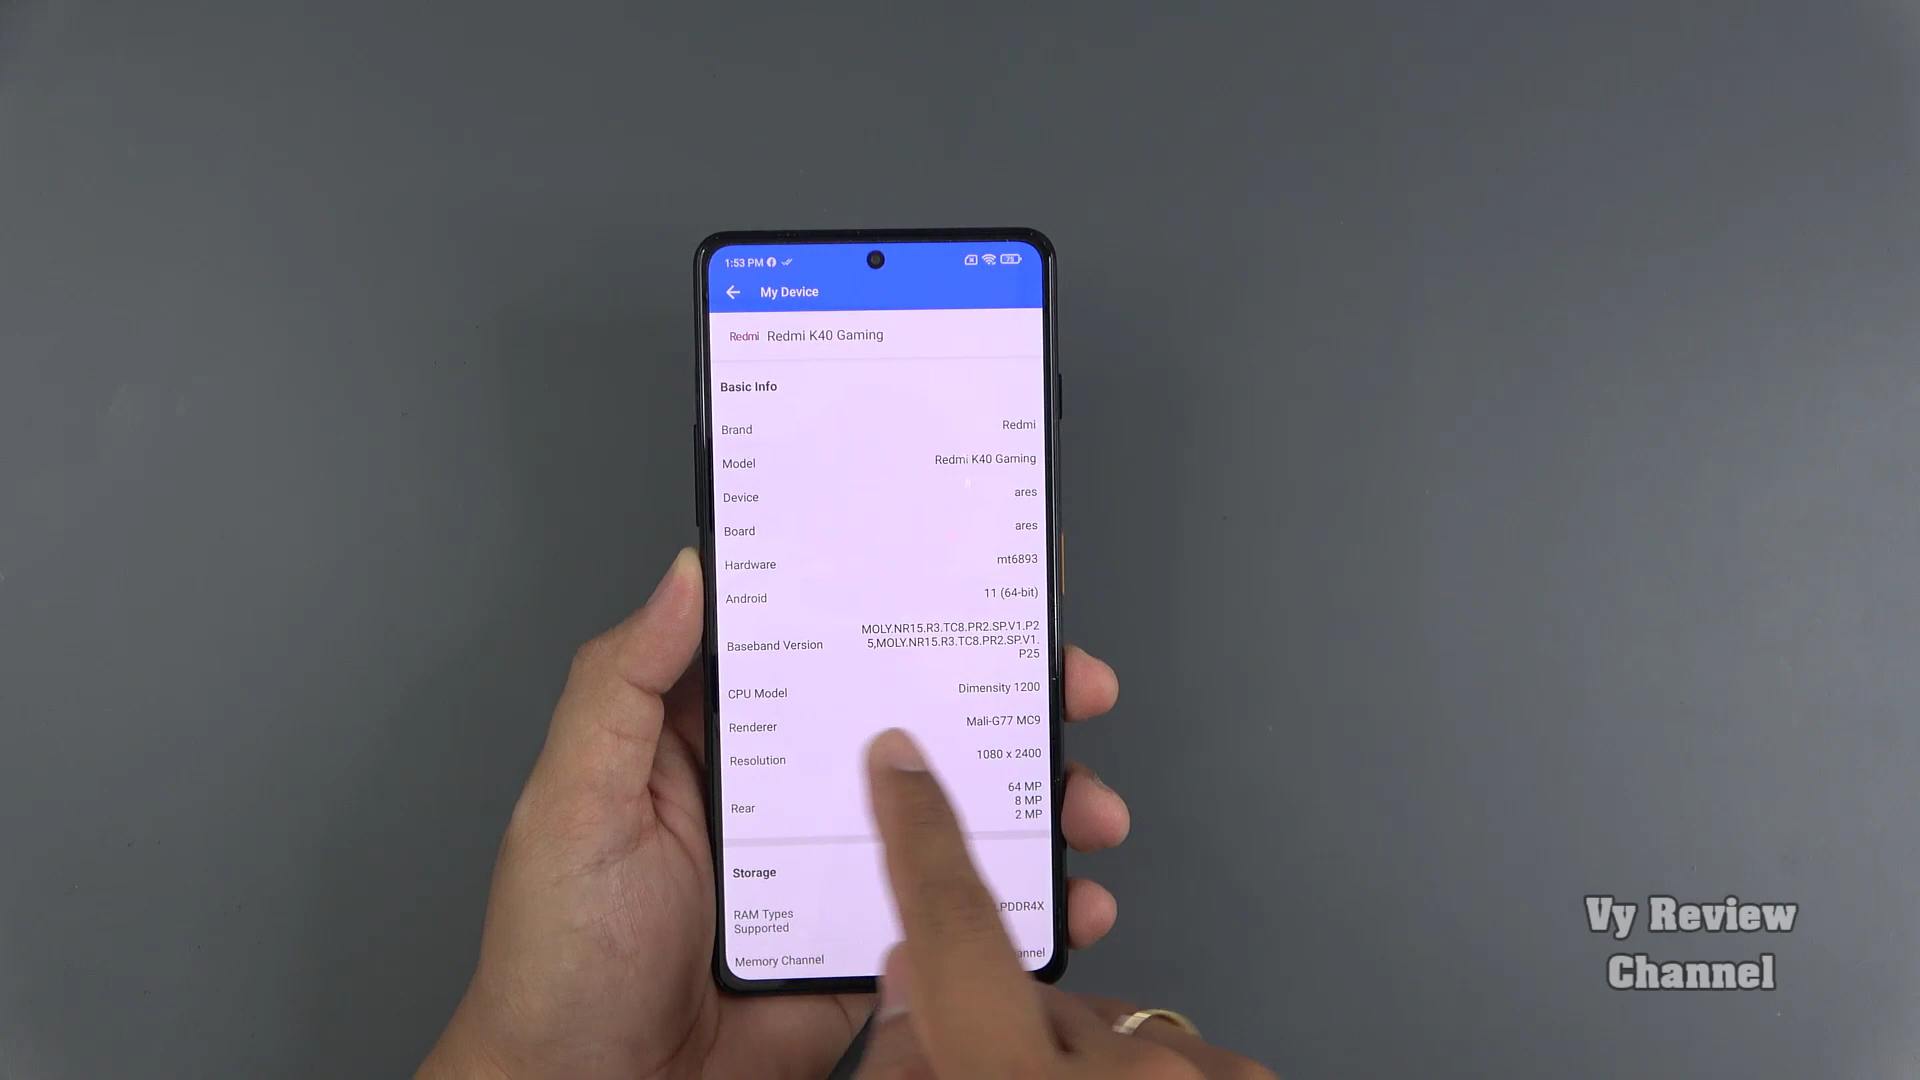 1:53 PM
75
My Device
Redmi Redmi K40 Gaming
Basic Info
Brand Redmi
Model Redmi K40 Gaming
Device ares
Board ares
Hardware mt6893
Android 11 (64-bit)
MOLY.NR15.R3.TC8.PR2.SP.V1.P2
Baseband Version 5,MOLY.NR15.R3.TC8.PR2.SP.V1.
P25
CPU Model Dimensity 1200
Renderer Mali-G77 MC9
Resolution 1080 x 2400
64 MP
Rear 8 MP
2 MP
Storage
RAM Types PDDR4X
Supported
Memory Channel annel
Vy Review
Channel